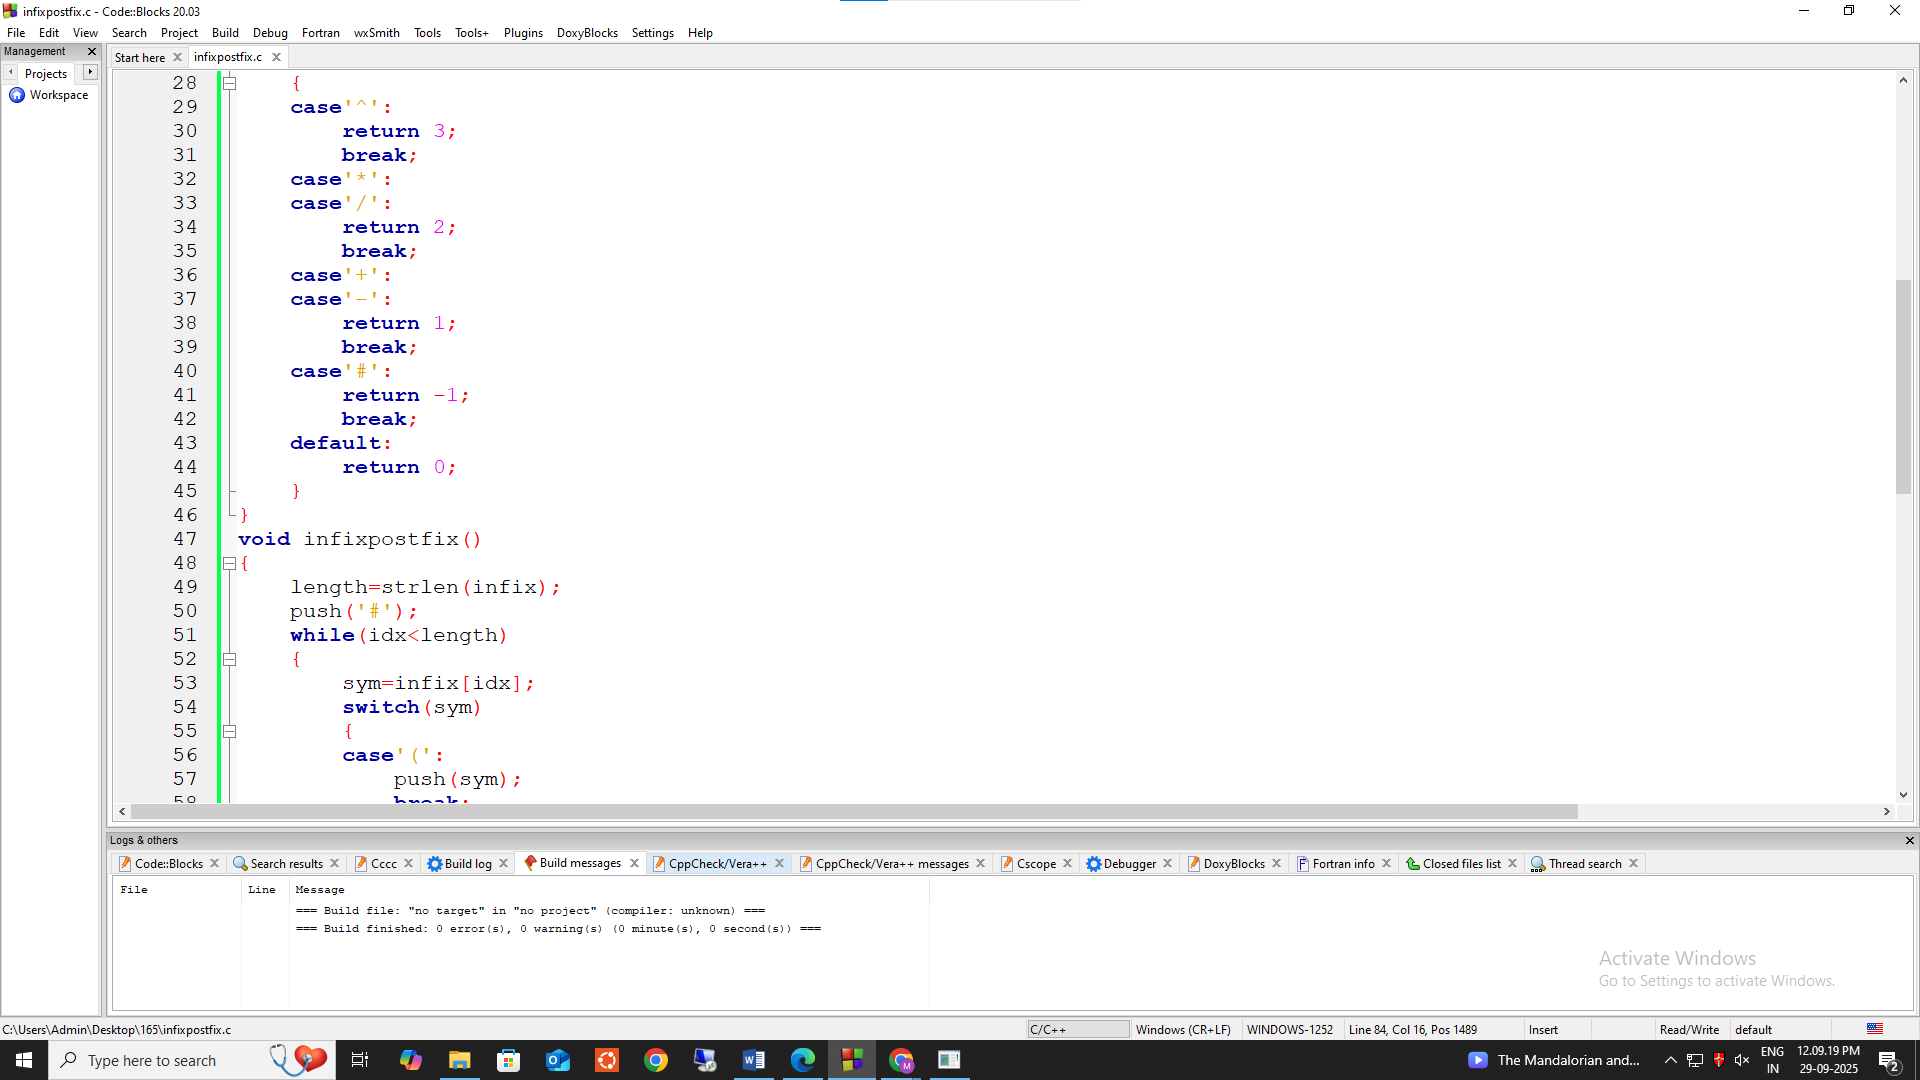 infixpostfix.c - Code::Blocks 20.03
File Edit View Search Project Build Debug Fortran wxSmith Tools Tools+ Plugins DoxyBlocks Settings Help
Management
Start here infixpostfix.c
Projects
Workspace
28 {
29 case'^':
30 return 3;
31 break;
32 case'*':
33 case'/':
34 return 2;
35 break;
36 case'+':
37 case'-':
38 return 1;
39 break;
40 case'#':
41 return -1;
42 break;
43 default:
44 return 0;
45 }
46 }
47 void infixpostfix()
48 {
49 length=strlen(infix);
50 push('#');
51 while(idx<length)
52 {
53 sym=infix[idx];
54 switch(sym)
55 {
56 case'(':
57 push(sym);
58 break;
Logs & others
Code::Blocks Search results Cccc Build log Build messages CppCheck/Vera++ CppCheck/Vera++ messages Cscope Debugger DoxyBlocks Fortran info Closed files list Thread search
File Line Message
=== Build file: "no target" in "no project" (compiler: unknown) ===
=== Build finished: 0 error(s), 0 warning(s) (0 minute(s), 0 second(s)) ===
Activate Windows
Go to Settings to activate Windows.
C:\Users\Admin\Desktop\165\infixpostfix.c C/C++ Windows (CR+LF) WINDOWS-1252 Line 84, Col 16, Pos 1489 Insert Read/Write default
Type here to search
The Mandalorian and...
ENG
IN
12.09.19 PM
29-09-2025
2